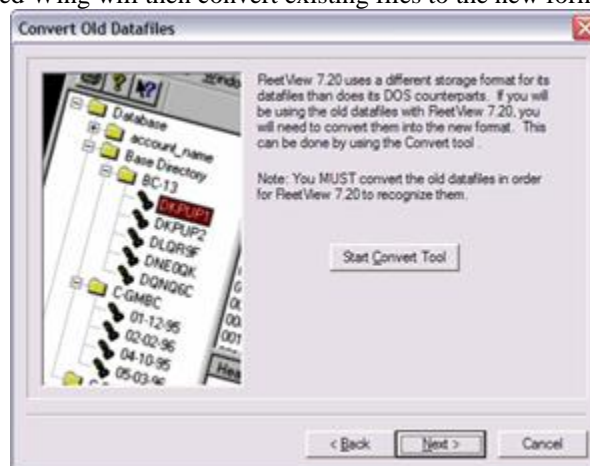 ed Wing will then convert existing files to the new form
Convert Old Datafiles
FleetView 7.20 uses a different storage format for its
datafiles than does its DOS counterparts. If you will
be using the old datafiles with FleetView 7.20, you
will need to convert them into the new format. This
can be done by using the Convert tool .
Note: You MUST convert the old datafiles in order
for FleetView 7.20 to recognize them.
Start Convert Tool
Database
account_name
Base Directory
BC-13
DKPUP1
DKPUP2
DLQR9F
DNE0QK
DQNQ6C
C-GMBC
01-12-95
02-02-96
04-10-95
05-03-96
< Back
Next >
Cancel